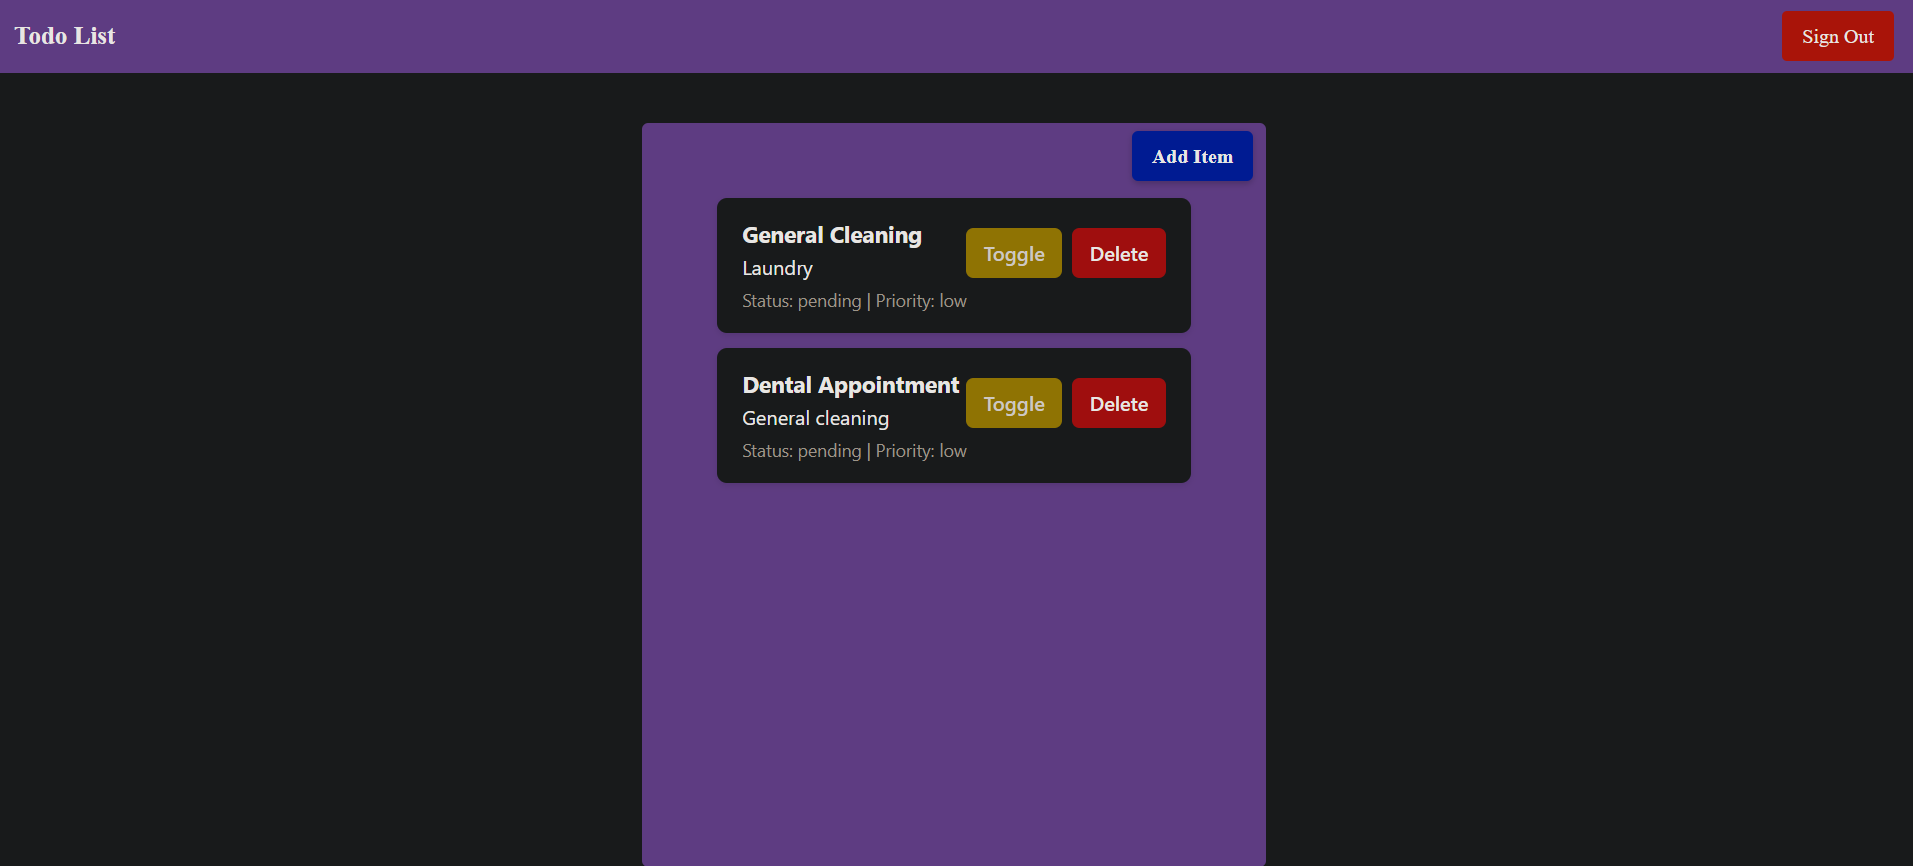 Todo List
Sign Out
Add Item
General Cleaning
Laundry
Status: pending | Priority: low
Toggle
Delete
Dental Appointment
General cleaning
Status: pending | Priority: low
Toggle
Delete